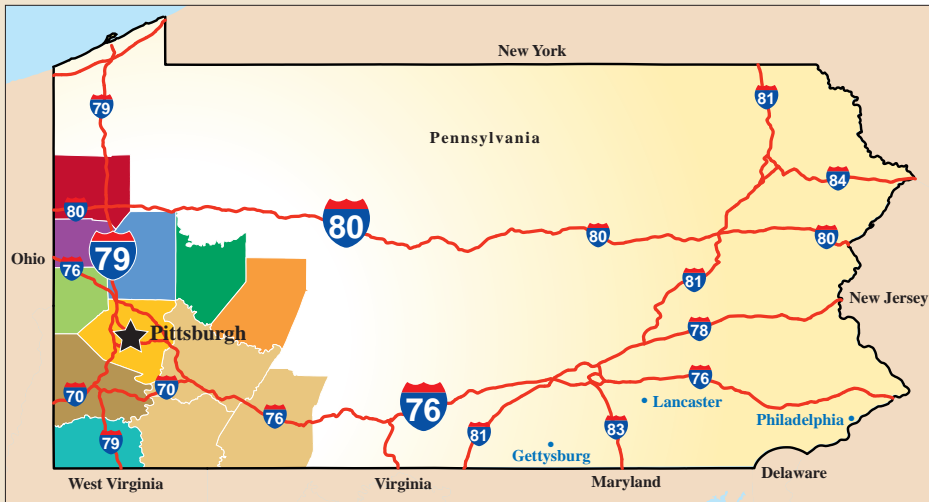 New York
79
81
Pennsylvania
84
80
80
80
80
79
Ohio
76
81
New Jersey
Pittsburgh
78
76
70
70
76
76
Lancaster
Philadelphia
79
81
83
Gettysburg
West Virginia
Virginia
Maryland
Delaware